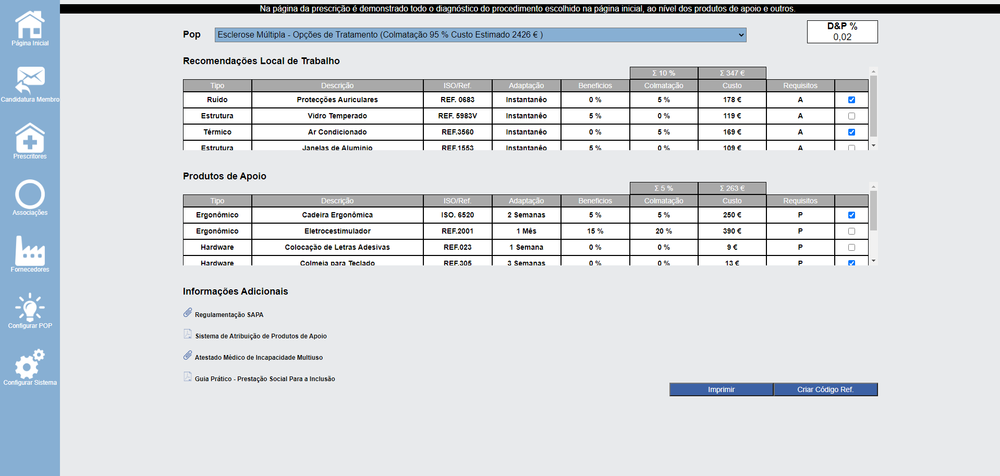 Na página da prescrição é demonstrado todo o diagnóstico do procedimento escolhido na página inicial, ao nível dos produtos de apoio e outros.
Página Inicial
Candidatura Membro
Prescritores
Associações
Fornecedores
Configurar POP
Configurar Sistema
Pop
Esclerose Múltipla - Opções de Tratamento (Colmatação 95 % Custo Estimado 2426 € )
D&P %
0,02
Recomendações Local de Trabalho
Σ 10 % Σ 347 €
Tipo Descrição ISO/Ref. Adaptação Beneficios Colmatação Custo Requisitos
Ruído Protecções Auriculares REF. 0683 Instantanêo 0 % 5 % 178 € A
Estrutura Vidro Temperado REF. 5983V Instantanêo 5 % 0 % 119 € A
Térmico Ar Condicionado REF.3560 Instantanêo 0 % 5 % 169 € A
Estrutura Janelas de Aluminio REF.1553 Instantanêo 5 % 0 % 109 € A
Produtos de Apoio
Σ 5 % Σ 263 €
Tipo Descrição ISO/Ref. Adaptação Beneficios Colmatação Custo Requisitos
Ergonômico Cadeira Ergonômica ISO. 6520 2 Semanas 5 % 5 % 250 € P
Ergonômico Eletrocestimulador REF.2001 1 Mês 15 % 20 % 390 € P
Hardware Colocação de Letras Adesivas REF.023 1 Semana 0 % 0 % 9 € P
Hardware Colmeia para Teclado REF.305 3 Semanas 0 % 0 % 13 € P
Informações Adicionais
Regulamentação SAPA
Sistema de Atribuição de Produtos de Apoio
Atestado Médico de Incapacidade Multiuso
Guia Prático - Prestação Social Para a Inclusão
Imprimir
Criar Código Ref.